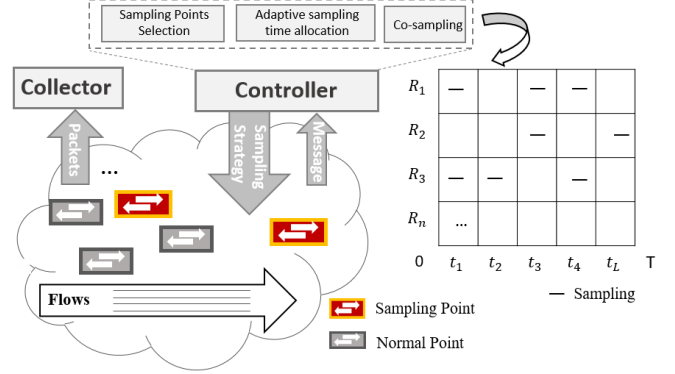 Sampling Points
Selection
Adaptive sampling
time allocation
Co-sampling
Collector
Controller
Packets
...
Sampling
Strategy
Message
Flows
Sampling Point
Normal Point
R1
R2
R3
Rn ...
0 t1 t2 t3 t4 tL T
— Sampling